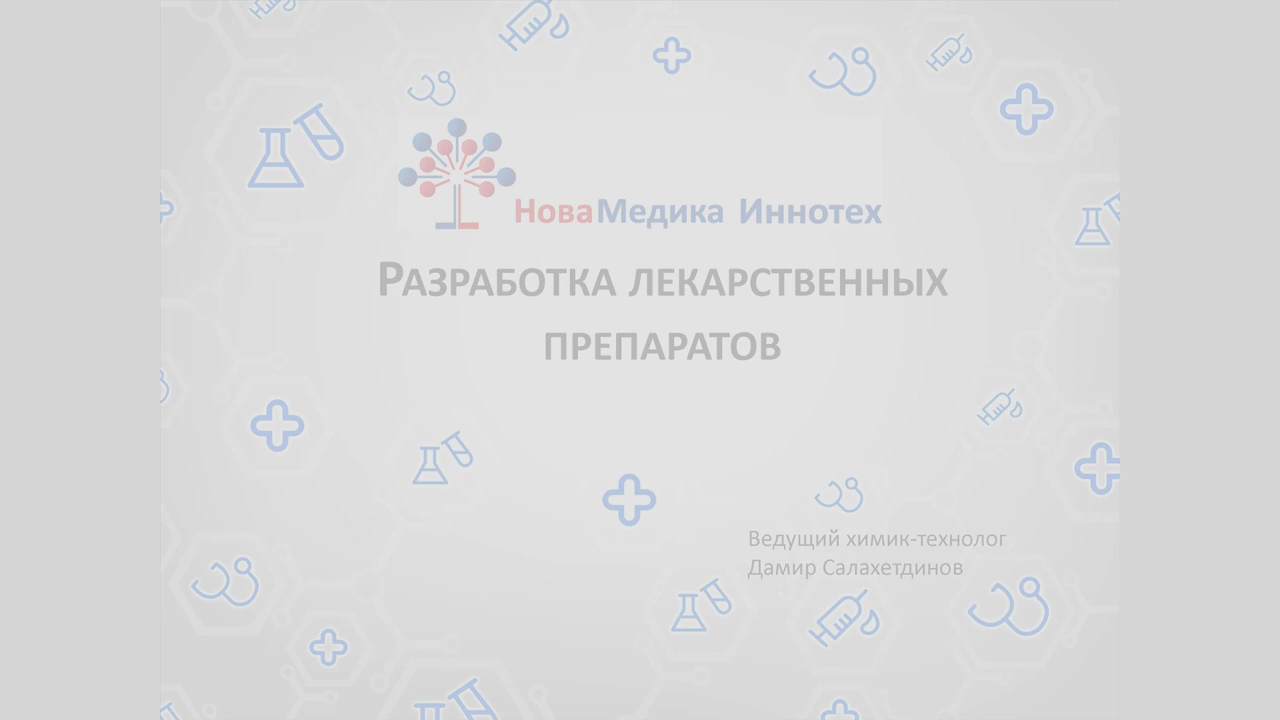 НоваМедика Иннотех
Разработка лекарственных
препаратов
Ведущий химик-технолог
Дамир Салахетдинов